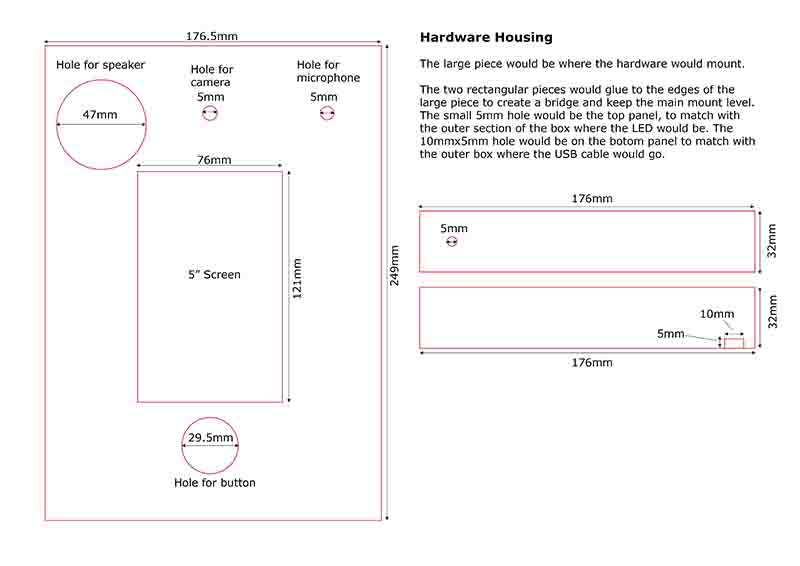 176.5mm
Hole for speaker
47mm
Hole for
camera
5mm
Hole for
microphone
5mm
76mm
5” Screen
121mm
249mm
29.5mm
Hole for button
Hardware Housing
The large piece would be where the hardware would mount.
The two rectangular pieces would glue to the edges of the
large piece to create a bridge and keep the main mount level.
The small 5mm hole would be the top panel, to match with
the outer section of the box where the LED would be. The
10mmx5mm hole would be on the botom panel to match with
the outer box where the USB cable would go.
176mm
5mm
32mm
10mm
5mm
32mm
176mm